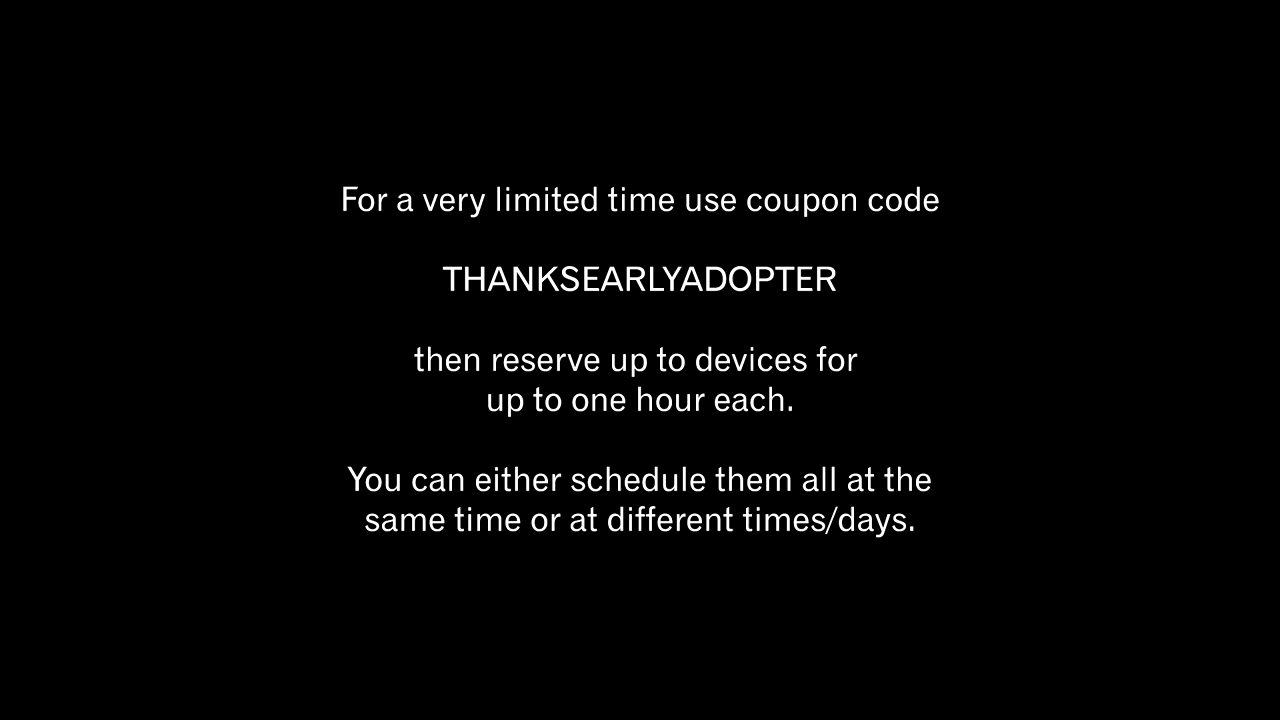 For a very limited time use coupon code
THANKSEARLYADOPTER
then reserve up to devices for
up to one hour each.
You can either schedule them all at the
same time or at different times/days.